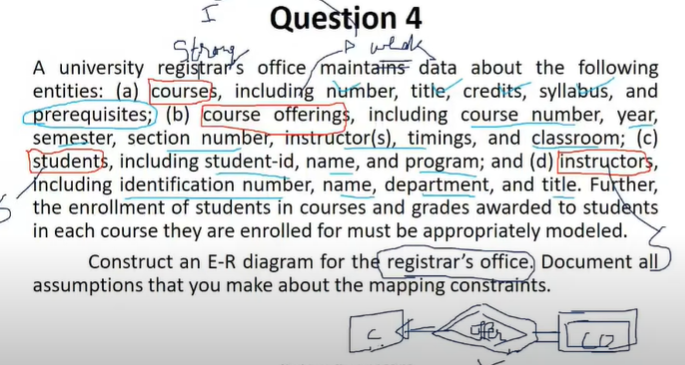 I
Question 4
Strong
weak
A university registrar's office maintains data about the following
entities: (a) courses, including number, title, credits, syllabus, and
prerequisites; (b) course offerings, including course number, year,
semester, section number, instructor(s), timings, and classroom; (c)
students, including student-id, name, and program; and (d) instructors,
including identification number, name, department, and title. Further,
the enrollment of students in courses and grades awarded to students
in each course they are enrolled for must be appropriately modeled.
Construct an E-R diagram for the registrar's office. Document all
assumptions that you make about the mapping constraints.
C offer CO